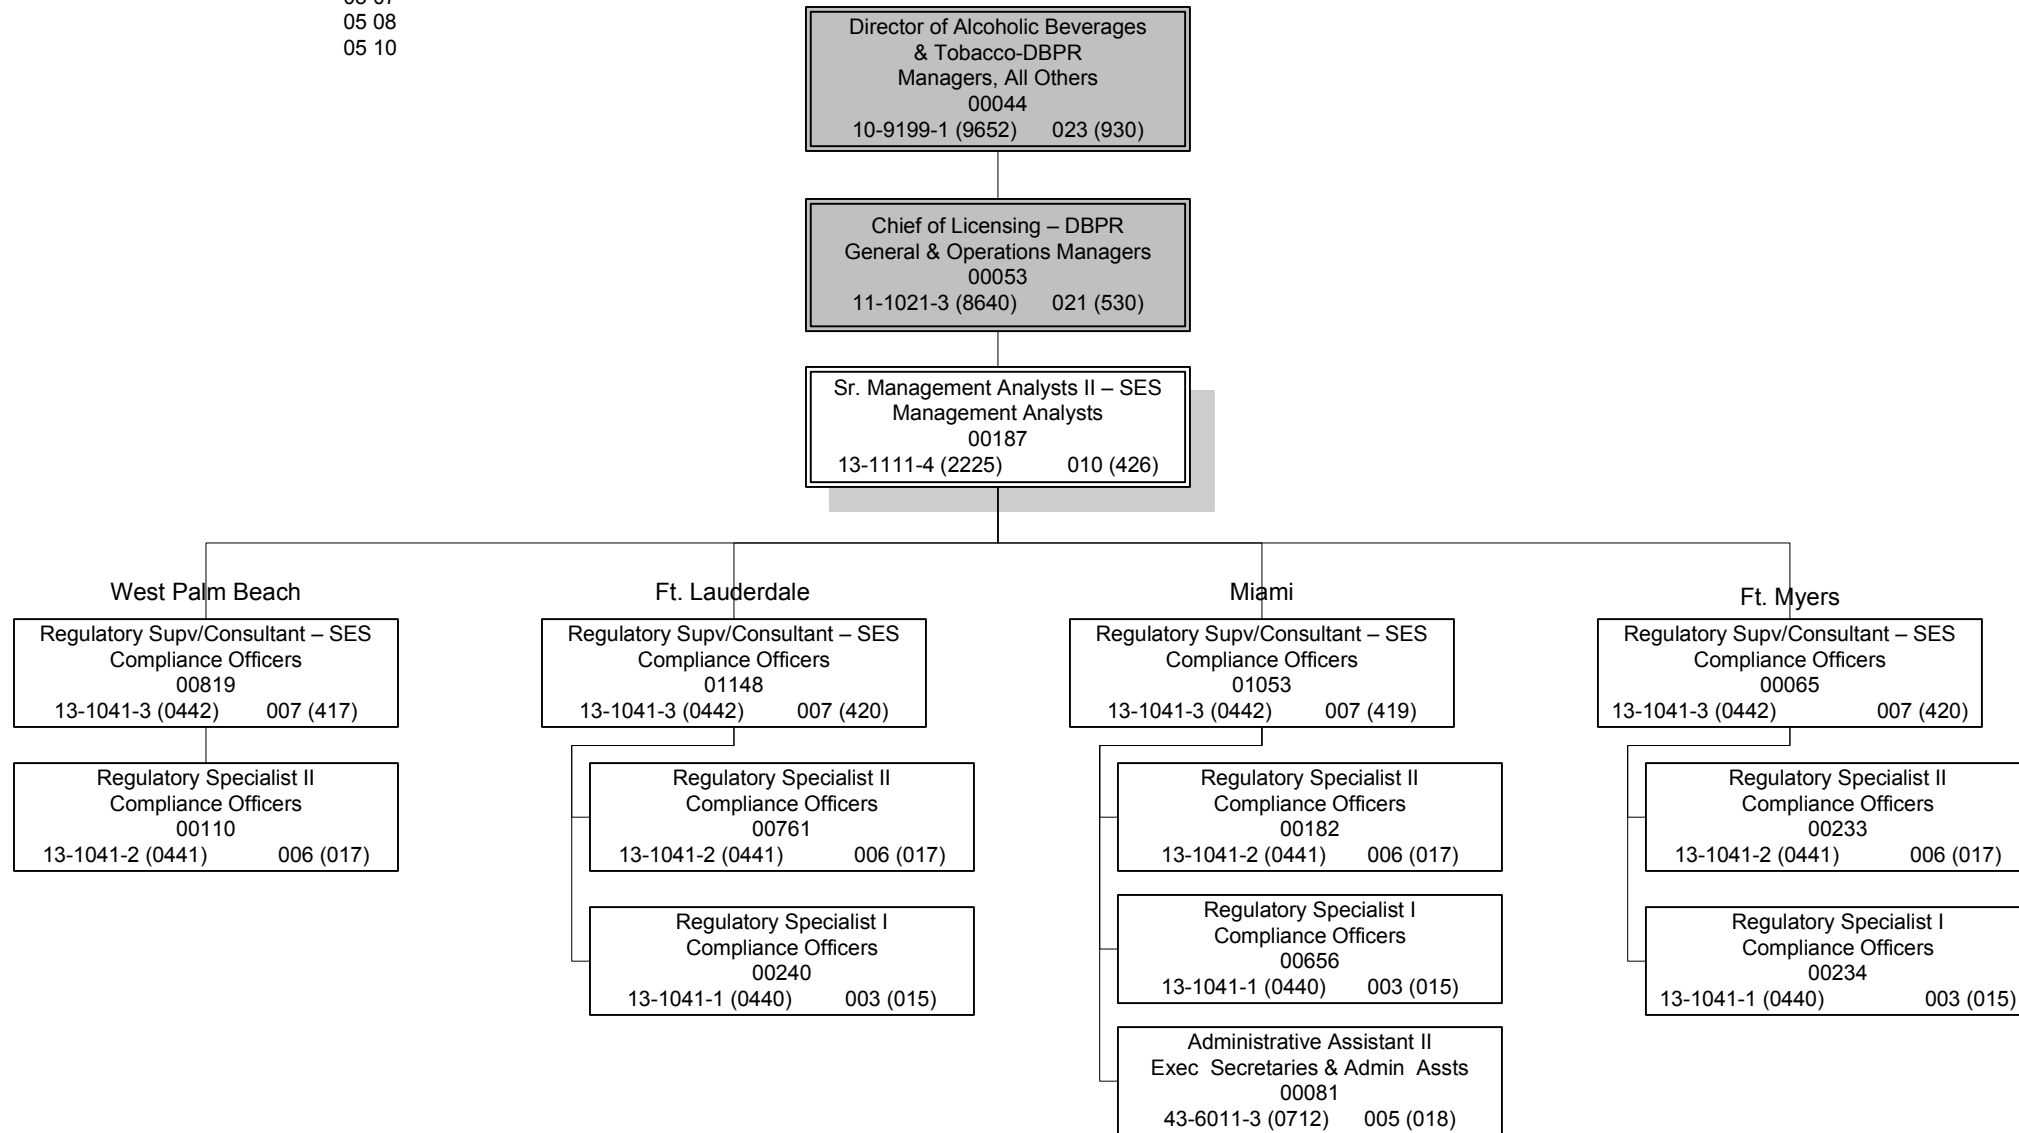 05 08
05 10
Director of Alcoholic Beverages
& Tobacco-DBPR
Managers, All Others
00044
10-9199-1 (9652) 023 (930)
Chief of Licensing – DBPR
General & Operations Managers
00053
11-1021-3 (8640) 021 (530)
Sr. Management Analysts II – SES
Management Analysts
00187
13-1111-4 (2225) 010 (426)
West Palm Beach
Regulatory Supv/Consultant – SES
Compliance Officers
00819
13-1041-3 (0442) 007 (417)
Regulatory Specialist II
Compliance Officers
00110
13-1041-2 (0441) 006 (017)
Ft. Lauderdale
Regulatory Supv/Consultant – SES
Compliance Officers
01148
13-1041-3 (0442) 007 (420)
Regulatory Specialist II
Compliance Officers
00761
13-1041-2 (0441) 006 (017)
Regulatory Specialist I
Compliance Officers
00240
13-1041-1 (0440) 003 (015)
Miami
Regulatory Supv/Consultant – SES
Compliance Officers
01053
13-1041-3 (0442) 007 (419)
Regulatory Specialist II
Compliance Officers
00182
13-1041-2 (0441) 006 (017)
Regulatory Specialist I
Compliance Officers
00656
13-1041-1 (0440) 003 (015)
Administrative Assistant II
Exec Secretaries & Admin Assts
00081
43-6011-3 (0712) 005 (018)
Ft. Myers
Regulatory Supv/Consultant – SES
Compliance Officers
00065
13-1041-3 (0442) 007 (420)
Regulatory Specialist II
Compliance Officers
00233
13-1041-2 (0441) 006 (017)
Regulatory Specialist I
Compliance Officers
00234
13-1041-1 (0440) 003 (015)